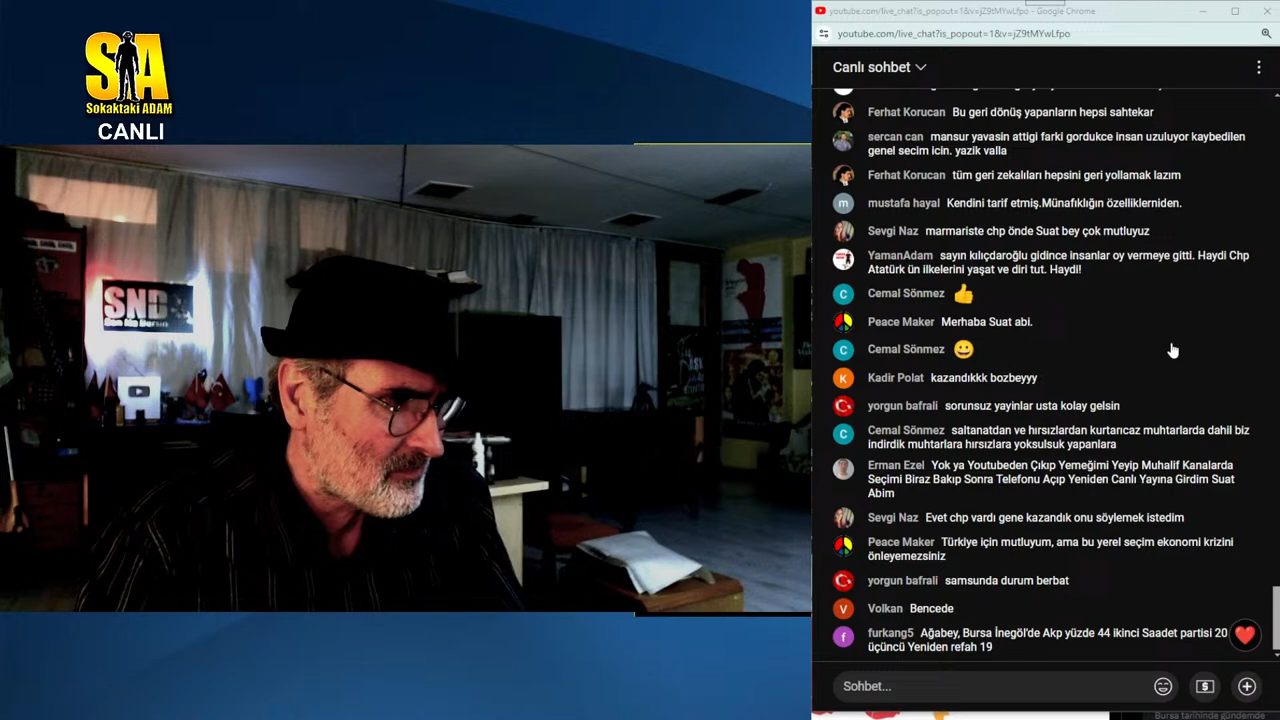 SA
Sokaktaki ADAM
CANLI
SND
Son Ne Durum
youtube.com/live_chat?is_popout=1&v=jZ9tMYwLfpo - Google Chrome
youtube.com/live_chat?is_popout=1&v=jZ9tMYwLfpo
Canlı sohbet
Ferhat Korucan Bu geri dönüş yapanların hepsi sahtekar
sercan can mansur yavasin attigi farki gordukce insan uzuluyor kaybedilen
genel secim icin. yazik valla
Ferhat Korucan tüm geri zekalıları hepsini geri yollamak lazım
m mustafa hayal Kendini tarif etmiş.Münafıklığın özelliklerniden.
Sevgi Naz marmariste chp önde Suat bey çok mutluyuz
YamanAdam sayın kılıçdaroğlu gidince insanlar oy vermeye gitti. Haydi Chp
Atatürk ün ilkelerini yaşat ve diri tut. Haydi!
C Cemal Sönmez 👍
Peace Maker Merhaba Suat abi.
C Cemal Sönmez 😀
K Kadir Polat kazandıkkk bozbeyyy
yorgun bafrali sorunsuz yayinlar usta kolay gelsin
C Cemal Sönmez saltanatdan ve hırsızlardan kurtarıcaz muhtarlarda dahil biz
indirdik muhtarlara hırsızlara yoksulsuk yapanlara
Erman Ezel Yok ya Youtubeden Çıkıp Yemeğimi Yeyip Muhalif Kanalarda
Seçimi Biraz Bakıp Sonra Telefonu Açıp Yeniden Canlı Yayına Girdim Suat
Abim
Sevgi Naz Evet chp vardı gene kazandık onu söylemek istedim
Peace Maker Türkiye için mutluyum, ama bu yerel seçim ekonomi krizini
önleyemezsiniz
yorgun bafrali samsunda durum berbat
V Volkan Bencede
f furkang5 Ağabey, Bursa İnegöl'de Akp yüzde 44 ikinci Saadet partisi 20
üçüncü Yeniden refah 19
Sohbet...
Bursa tarihinde gündemde